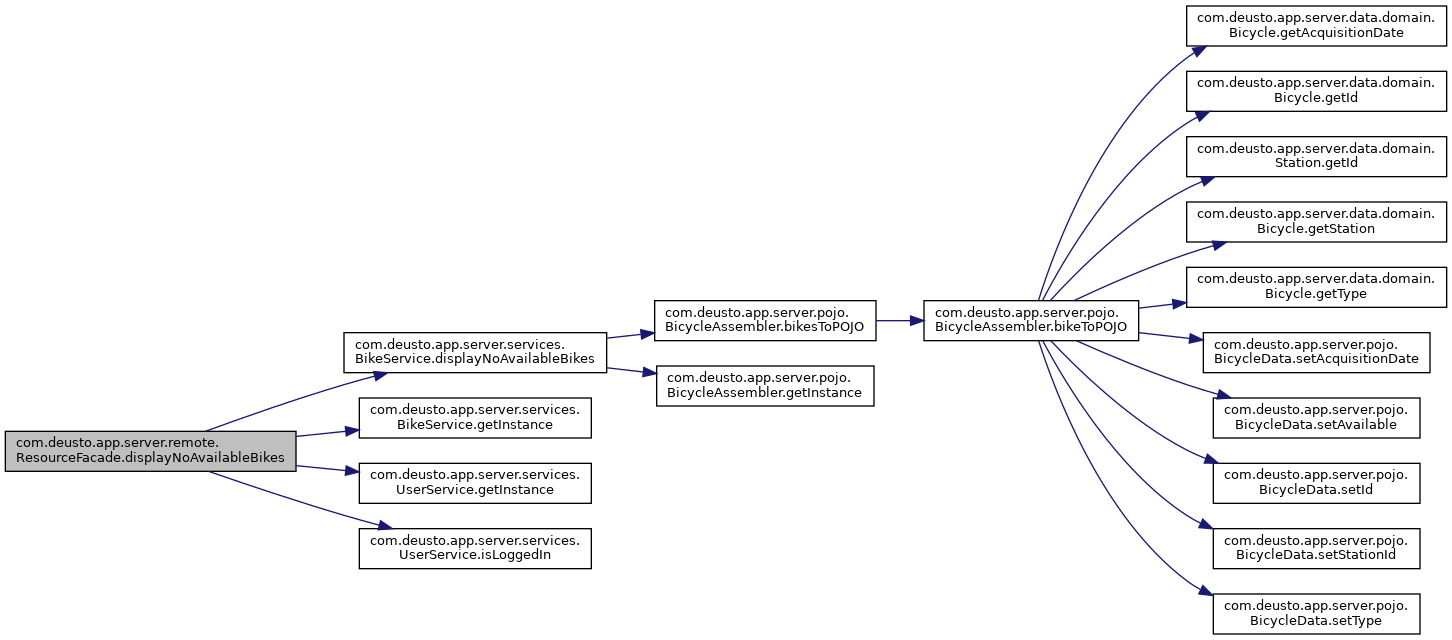 com.deusto.app.server.remote.
ResourceFacade.displayNoAvailableBikes
com.deusto.app.server.services.
BikeService.displayNoAvailableBikes
com.deusto.app.server.services.
BikeService.getInstance
com.deusto.app.server.services.
UserService.getInstance
com.deusto.app.server.services.
UserService.isLoggedIn
com.deusto.app.server.pojo.
BicycleAssembler.bikesToPOJO
com.deusto.app.server.pojo.
BicycleAssembler.getInstance
com.deusto.app.server.pojo.
BicycleAssembler.bikeToPOJO
com.deusto.app.server.data.domain.
Bicycle.getAcquisitionDate
com.deusto.app.server.data.domain.
Bicycle.getId
com.deusto.app.server.data.domain.
Station.getId
com.deusto.app.server.data.domain.
Bicycle.getStation
com.deusto.app.server.data.domain.
Bicycle.getType
com.deusto.app.server.pojo.
BicycleData.setAcquisitionDate
com.deusto.app.server.pojo.
BicycleData.setAvailable
com.deusto.app.server.pojo.
BicycleData.setId
com.deusto.app.server.pojo.
BicycleData.setStationId
com.deusto.app.server.pojo.
BicycleData.setType